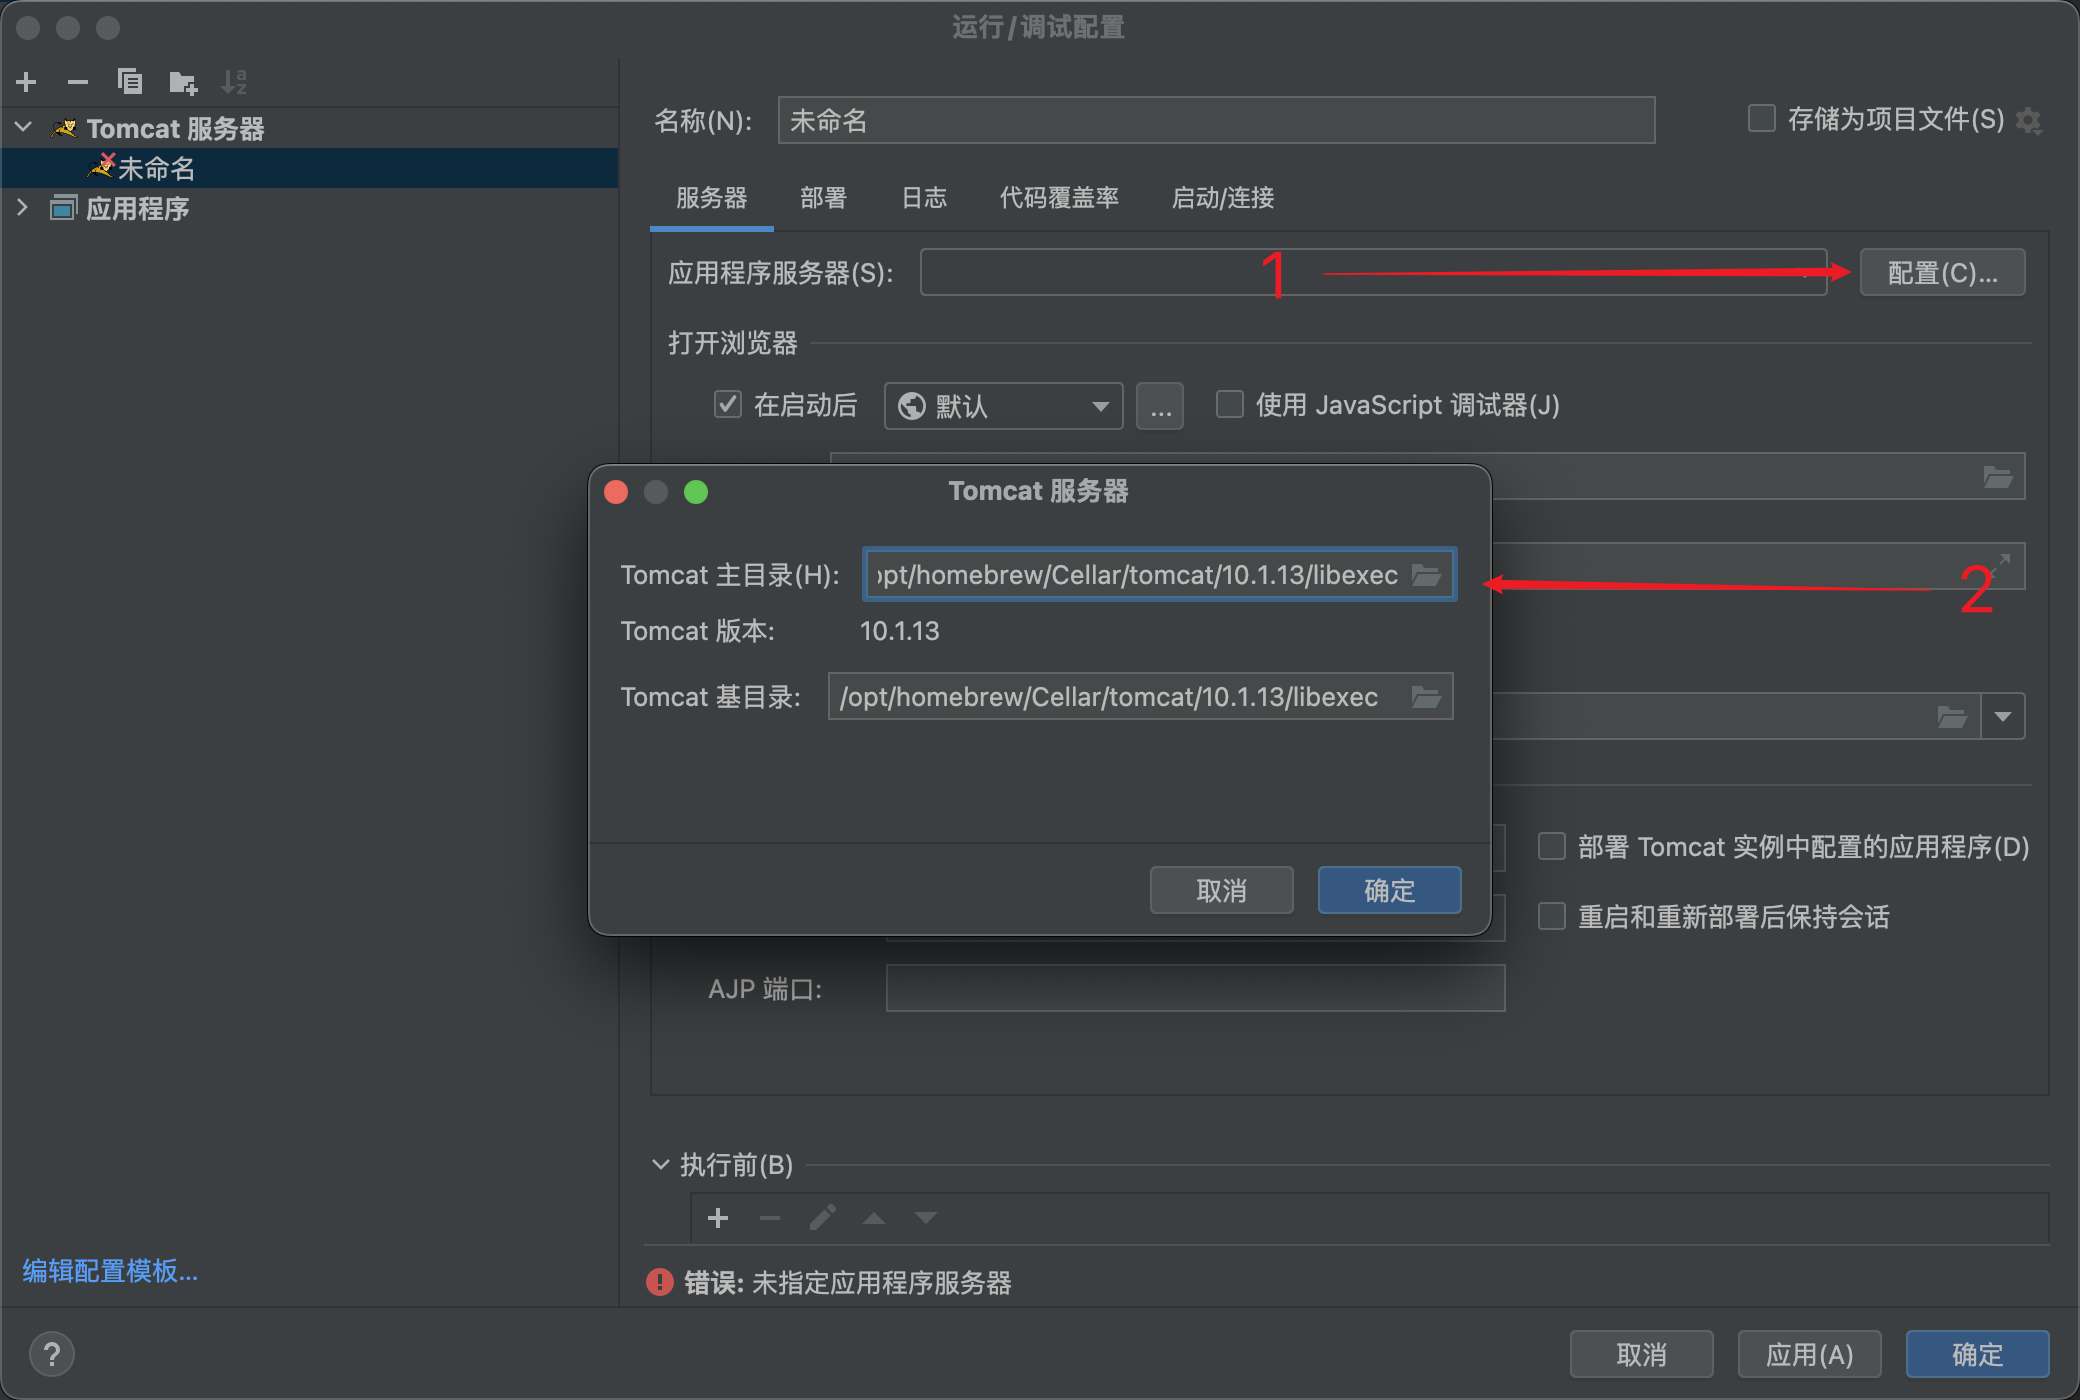 运行/调试配置
Tomcat 服务器
未命名
应用程序
编辑配置模板...
名称(N): 未命名
存储为项目文件(S)
服务器 部署 日志 代码覆盖率 启动/连接
应用程序服务器(S): 1 配置(C)...
打开浏览器
在启动后 默认 ... 使用 JavaScript 调试器(J)
Tomcat 服务器
Tomcat 主目录(H): opt/homebrew/Cellar/tomcat/10.1.13/libexec
2
Tomcat 版本: 10.1.13
Tomcat 基目录: /opt/homebrew/Cellar/tomcat/10.1.13/libexec
取消 确定
部署 Tomcat 实例中配置的应用程序(D)
重启和重新部署后保持会话
AJP 端口:
执行前(B)
错误: 未指定应用程序服务器
? 取消 应用(A) 确定